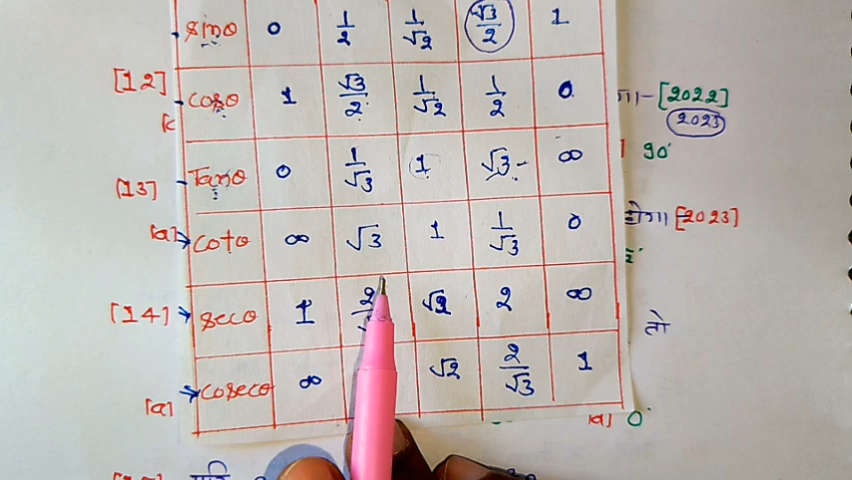 sinθ 0 1/2 1/√2 √3/2 1
[12]
cosθ 1 √3/2 1/√2 1/2 0
[2022]
2023
Tanθ 0 1/√3 1 √3 ∞
90°
[13]
[2023]
[a]
cotθ ∞ √3 1 1/√3 0
[14]
secθ 1 2 √2 2 ∞
तो
cosecθ ∞ √2 2/√3 1
[a]
[a] 0°